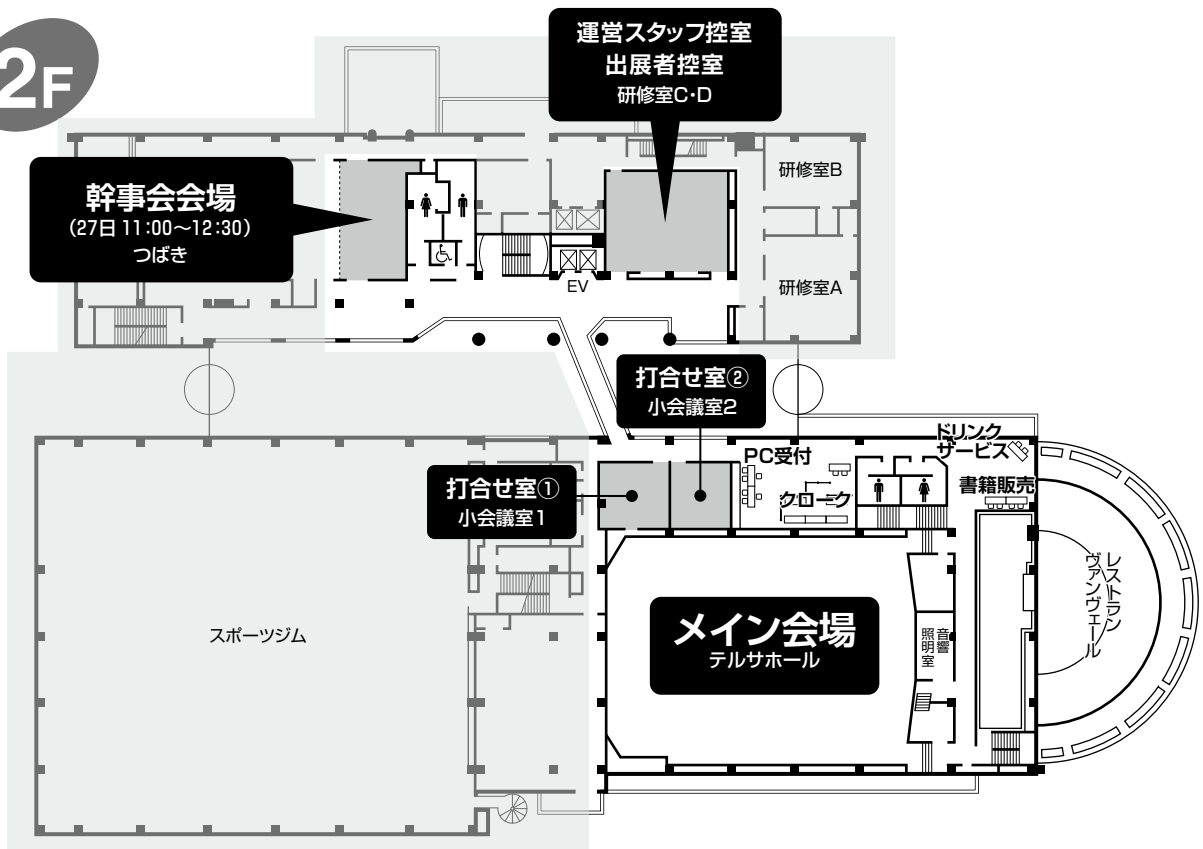 2F
運営スタッフ控室
出展者控室
研修室C・D
幹事会会場
（27日 11:00～12:30）
つばき
研修室B
研修室A
EV
打合せ室②
小会議室2
打合せ室①
小会議室1
PC受付
クローク
ドリンク
サービス
書籍販売
スポーツジム
メイン会場
テルサホール
音響
照明室
レストラン
ヴァンヴェール